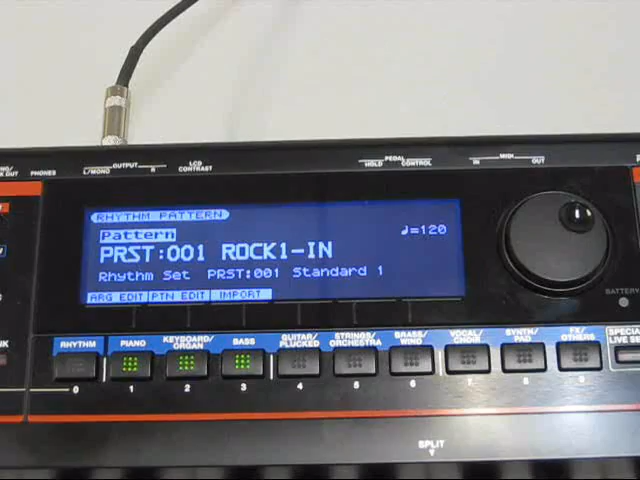 PHONES
OUTPUT
L/MONO R
LCD
CONTRAST
PEDAL
HOLD CONTROL
MIDI
IN OUT
RHYTHM PATTERN
Pattern
♩=120
PRST:001 ROCK1-IN
Rhythm Set PRST:001 Standard 1
ARG EDIT PTN EDIT IMPORT
BATTERY
RHYTHM
PIANO
KEYBOARD/
ORGAN
BASS
GUITAR/
PLUCKED
STRINGS/
ORCHESTRA
BRASS/
WIND
VOCAL/
CHOIR
SYNTH/
PAD
FX/
OTHERS
SPECIAL
0 1 2 3 4 5 6 7 8 9
SPLIT